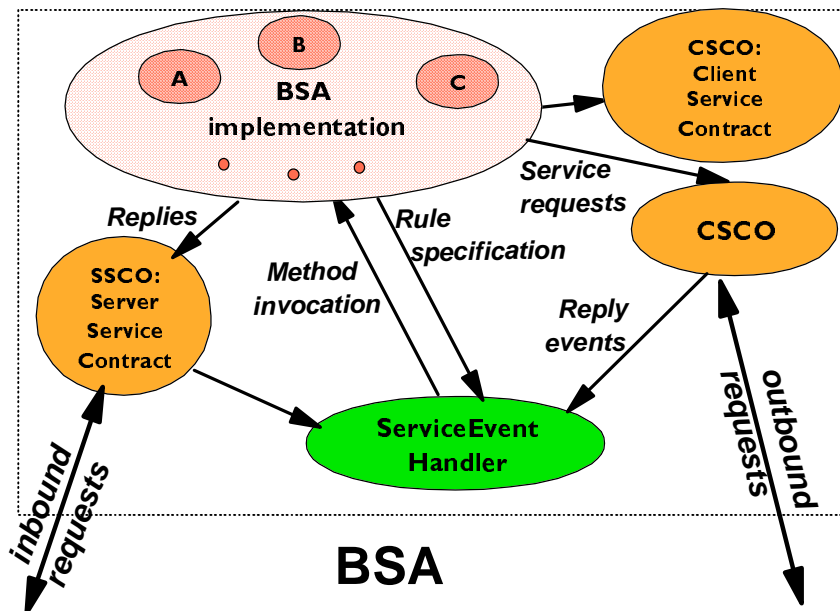 B
A
C
BSA
implementation
CSCO:
Client
Service
Contract
Service
requests
Replies
Rule
specification
CSCO
SSCO:
Server
Service
Contract
Method
invocation
Reply
events
ServiceEvent
Handler
inbound
requests
outbound
requests
BSA